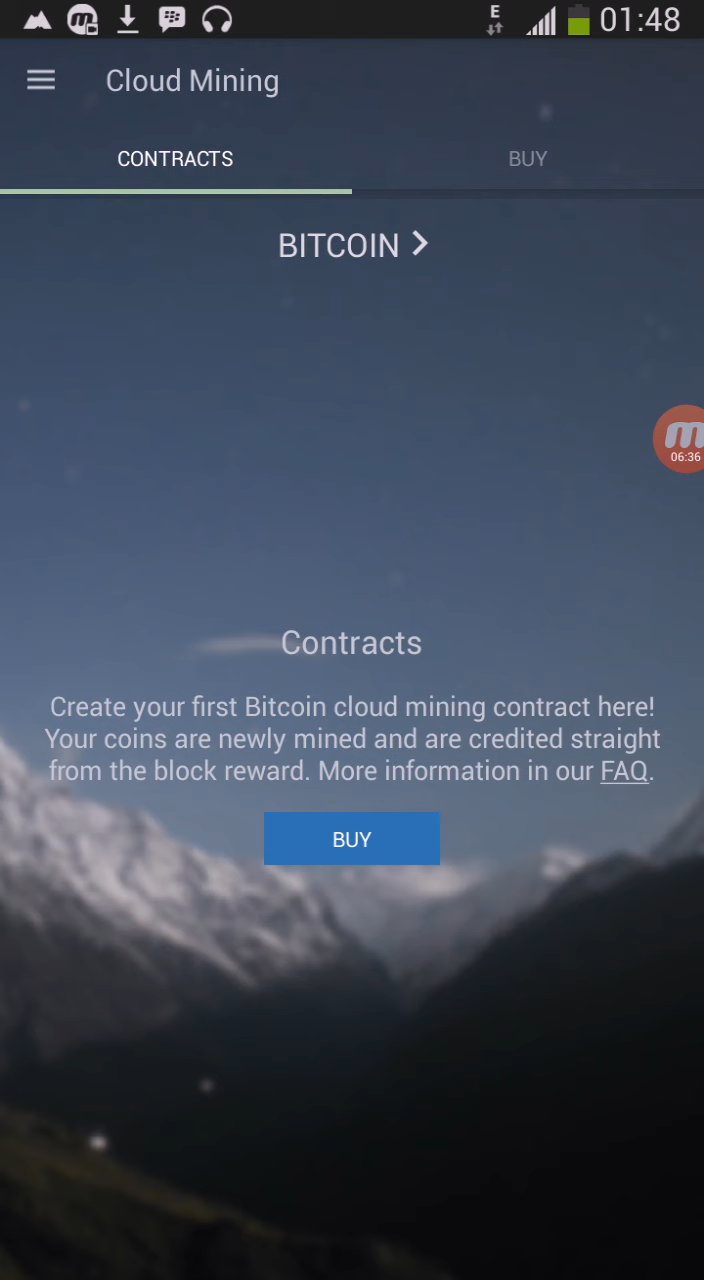 E
01:48
Cloud Mining
CONTRACTS
BUY
BITCOIN
m
06:36
Contracts
Create your first Bitcoin cloud mining contract here!
Your coins are newly mined and are credited straight
from the block reward. More information in our FAQ.
BUY